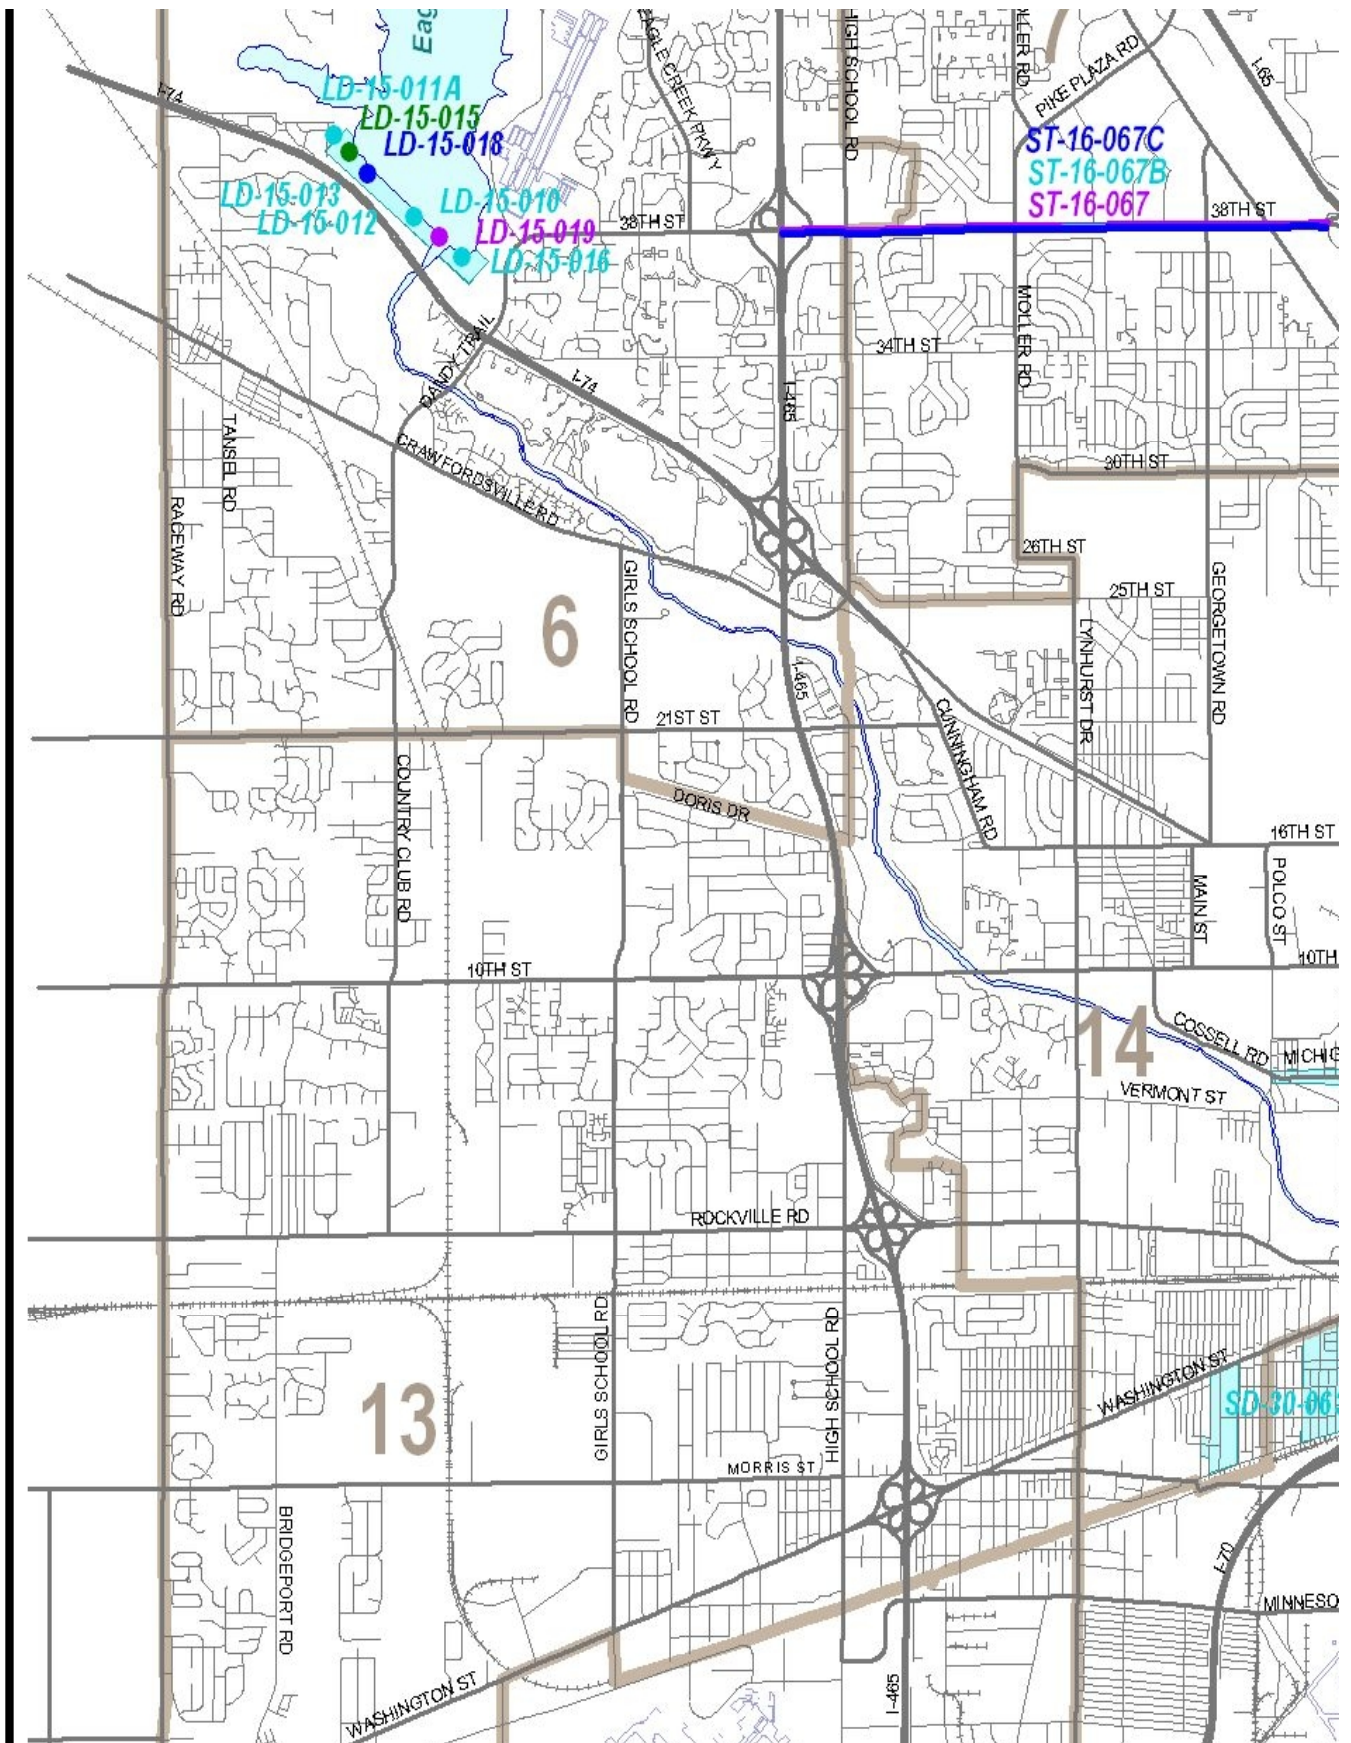 Eag
I-74
LD-15-011A
LD-15-015
LD-15-018
LD-15-013
LD-15-012
LD-15-010
LD-15-019
LD-15-016
EAGLE CREEK PKWY
HIGH SCHOOL RD
PIKE PLAZA RD
I-65
ST-16-067C
ST-16-067B
ST-16-067
38TH ST
38TH ST
MOLLER RD
34TH ST
DANDY TRAIL
I-74
I-465
TANSEL RD
CRAWFORDSVILLE RD
30TH ST
RACEWAY RD
26TH ST
25TH ST
GIRLS SCHOOL RD
GEORGETOWN RD
LYNHURST DR
6
I-465
21ST ST
CUNNINGHAM RD
COUNTRY CLUB RD
DORIS DR
16TH ST
MAIN ST
POLCO ST
10TH ST
10TH
14
COSSELL RD
MICHIG
VERMONT ST
ROCKVILLE RD
GIRLS SCHOOL RD
HIGH SCHOOL RD
WASHINGTON ST
SD-30-06
13
MORRIS ST
BRIDGEPORT RD
I-70
MINNESO
I-465
WASHINGTON ST